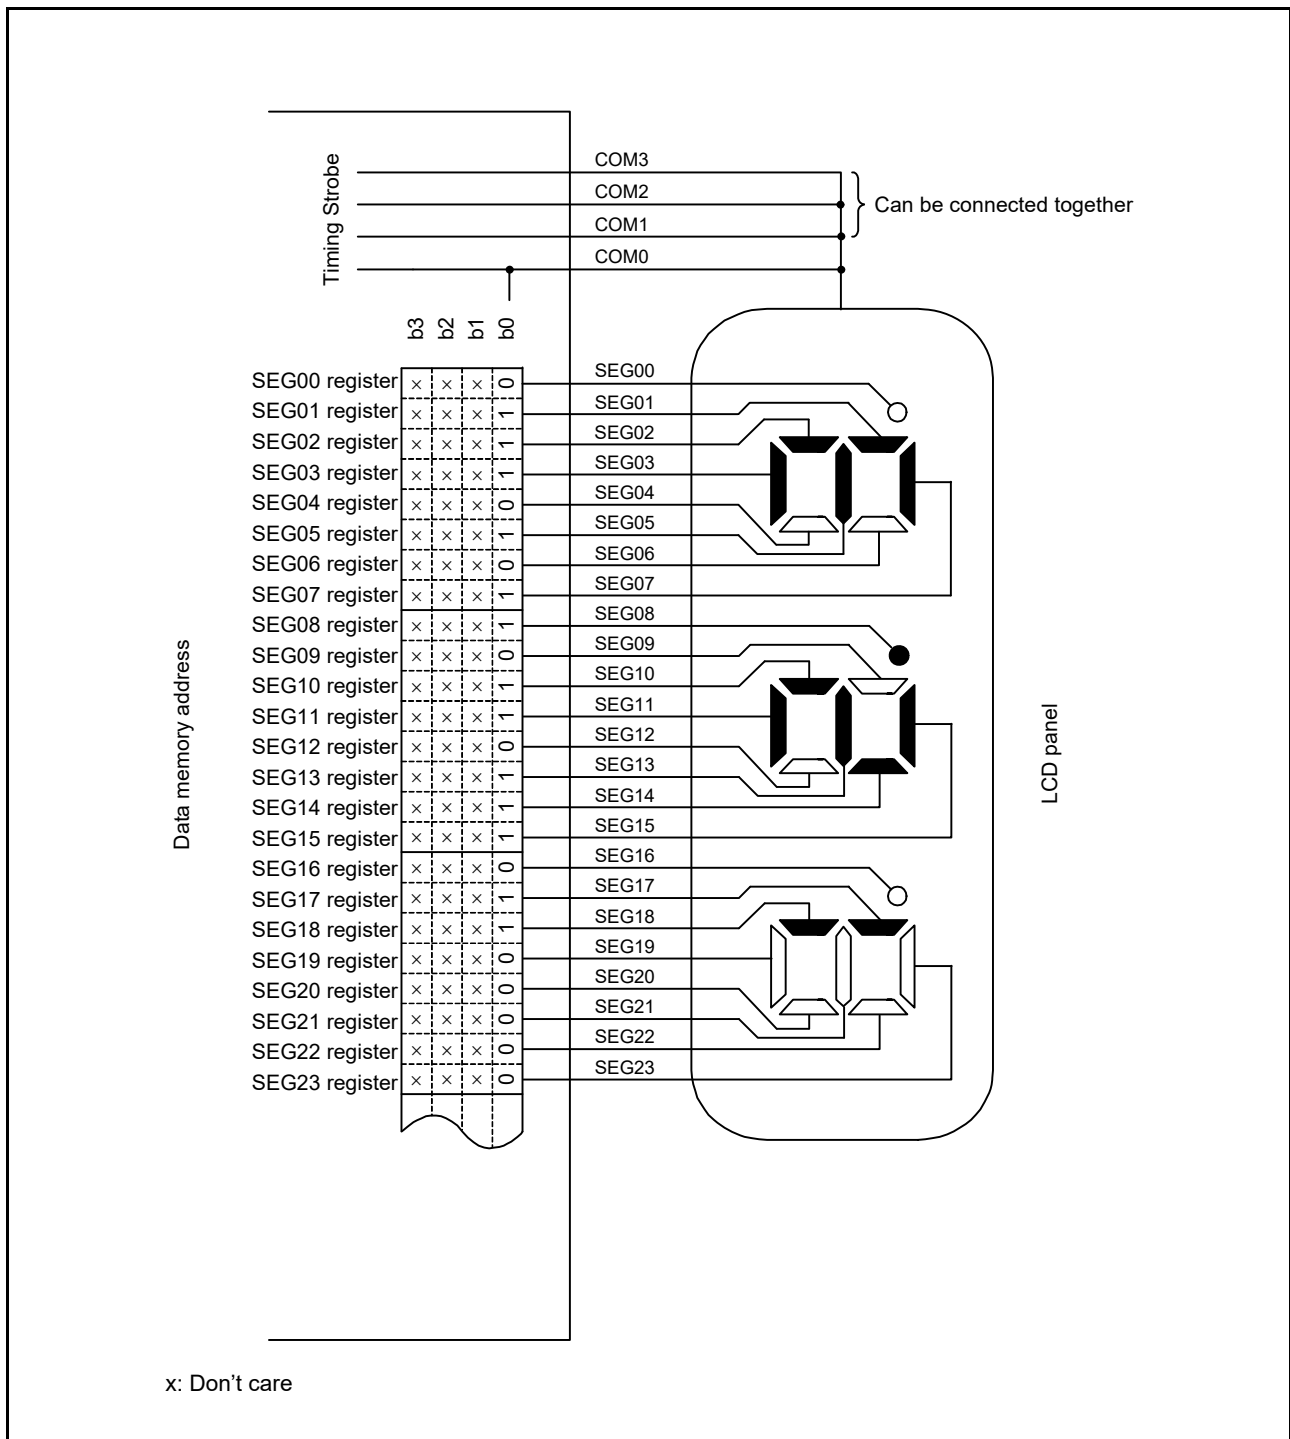 COM3
COM2
COM1
COM0
Can be connected together
Timing Strobe
b3 b2 b1 b0
SEG00 register × × × 0 SEG00
SEG01 register × × × 1 SEG01
SEG02 register × × × 1 SEG02
SEG03 register × × × 1 SEG03
SEG04 register × × × 0 SEG04
SEG05 register × × × 1 SEG05
SEG06 register × × × 0 SEG06
SEG07 register × × × 1 SEG07
SEG08 register × × × 1 SEG08
SEG09 register × × × 0 SEG09
SEG10 register × × × 1 SEG10
SEG11 register × × × 1 SEG11
SEG12 register × × × 0 SEG12
SEG13 register × × × 1 SEG13
SEG14 register × × × 1 SEG14
SEG15 register × × × 1 SEG15
SEG16 register × × × 0 SEG16
SEG17 register × × × 1 SEG17
SEG18 register × × × 1 SEG18
SEG19 register × × × 0 SEG19
SEG20 register × × × 0 SEG20
SEG21 register × × × 0 SEG21
SEG22 register × × × 0 SEG22
SEG23 register × × × 0 SEG23
Data memory address
LCD panel
x: Don’t care